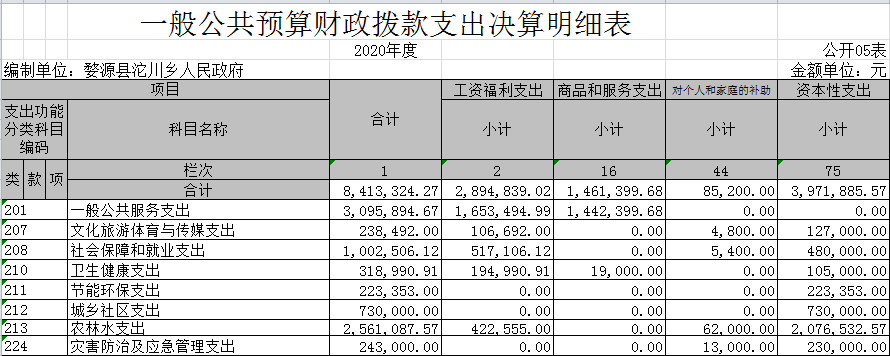 一般公共预算财政拨款支出决算明细表
2020年度 公开05表
编制单位：婺源县沱川乡人民政府 金额单位：元
项目 合计 工资福利支出 商品和服务支出 对个人和家庭的补助 资本性支出
支出功能分类科目编码 科目名称 小计 小计 小计 小计
类 款 项 栏次 1 2 16 44 75
合计 8,413,324.27 2,894,839.02 1,461,399.68 85,200.00 3,971,885.57
201 一般公共服务支出 3,095,894.67 1,653,494.99 1,442,399.68 0.00 0.00
207 文化旅游体育与传媒支出 238,492.00 106,692.00 0.00 4,800.00 127,000.00
208 社会保障和就业支出 1,002,506.12 517,106.12 0.00 5,400.00 480,000.00
210 卫生健康支出 318,990.91 194,990.91 19,000.00 0.00 105,000.00
211 节能环保支出 223,353.00 0.00 0.00 0.00 223,353.00
212 城乡社区支出 730,000.00 0.00 0.00 0.00 730,000.00
213 农林水支出 2,561,087.57 422,555.00 0.00 62,000.00 2,076,532.57
224 灾害防治及应急管理支出 243,000.00 0.00 0.00 13,000.00 230,000.00